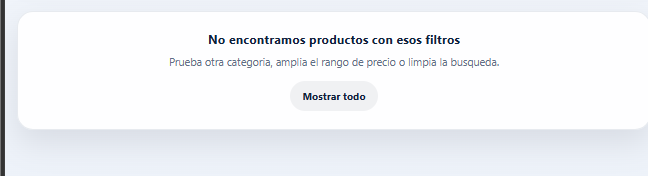 No encontramos productos con esos filtros
Prueba otra categoria, amplia el rango de precio o limpia la busqueda.
Mostrar todo